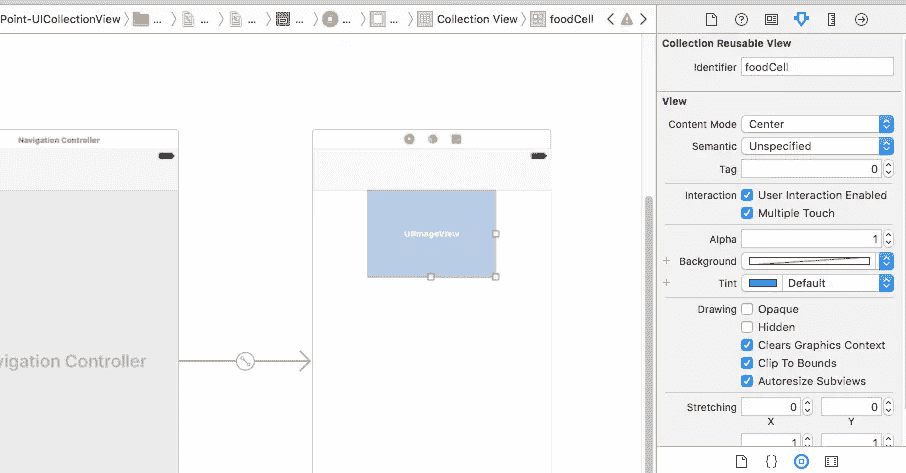 Point-UICollectionView
...
...
...
...
...
...
Collection View
foodCell
Collection Reusable View
Identifier foodCell
View
Content Mode Center
Semantic Unspecified
Tag 0
Interaction User Interaction Enabled
Multiple Touch
Alpha 1
Background
Tint Default
Drawing Opaque
Hidden
Clears Graphics Context
Clip To Bounds
Autoresize Subviews
Stretching 0 0
X Y
1 1
Navigation Controller
UIImageView
vigation Controller